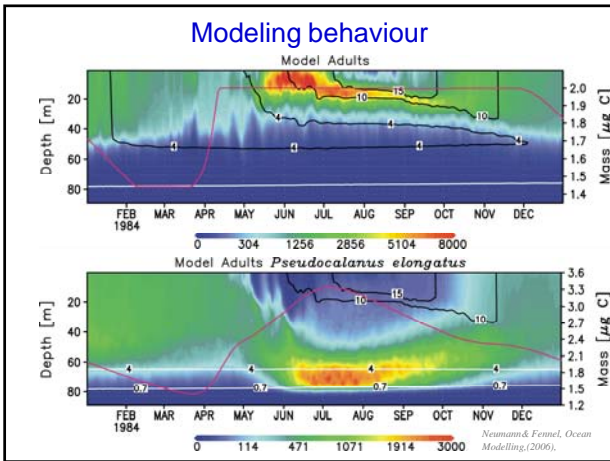 Modeling behaviour
Model Adults
Depth [m]
20
40
60
80
15
10
10
4
4
4
4
2.0
1.9
1.8
1.7
1.6
1.5
1.4
Mass [μg C]
FEB MAR APR MAY JUN JUL AUG SEP OCT NOV DEC
1984
0 304 1256 2856 5104 8000
Model Adults Pseudocalanus elongatus
Depth [m]
20
40
60
80
15
10
10
4 4 4 4
0.7 0.7 0.7 0.7
3.6
3.3
3.0
2.7
2.4
2.1
1.8
1.5
1.2
Mass [μg C]
FEB MAR APR MAY JUN JUL AUG SEP OCT NOV DEC
1984
0 114 471 1071 1914 3000
Neumann& Fennel, Ocean
Modelling,(2006),